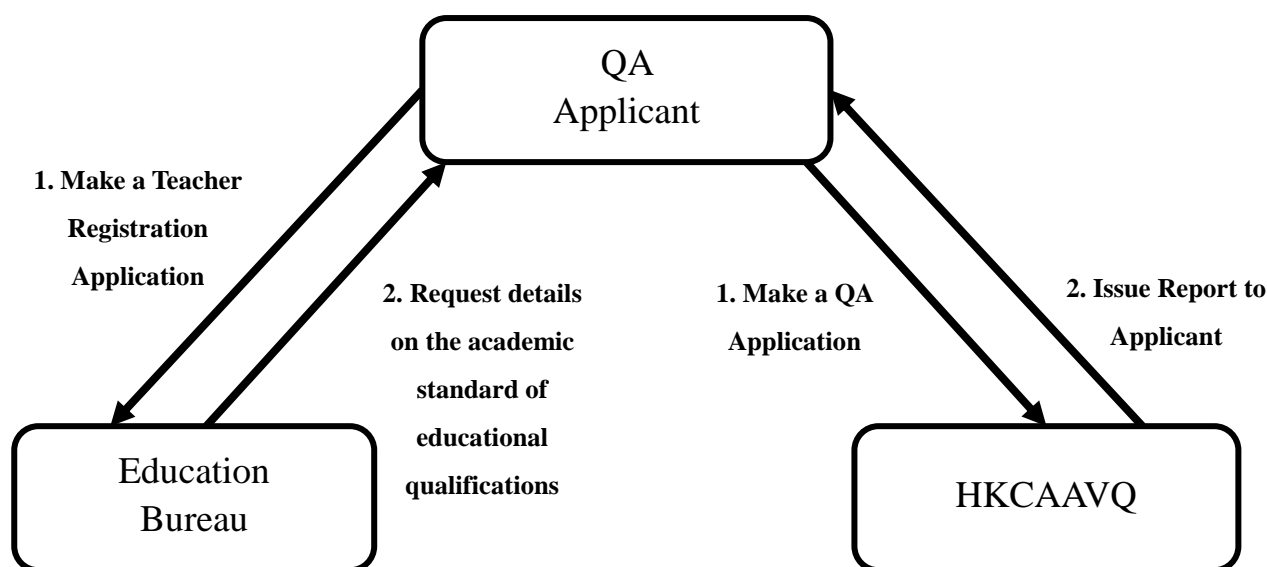 QA
Applicant
1. Make a Teacher
Registration
Application
2. Request details
on the academic
standard of
educational
qualifications
1. Make a QA
Application
2. Issue Report to
Applicant
Education
Bureau
HKCAAVQ